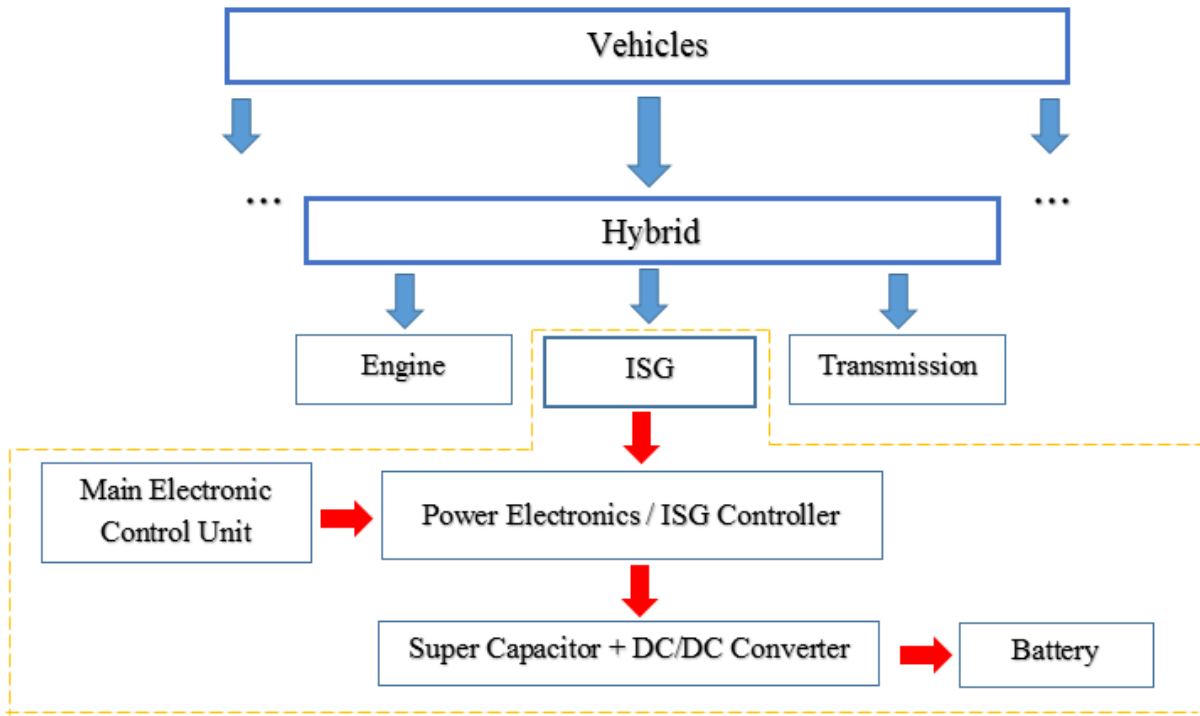 Vehicles
... ...
Hybrid
Engine
ISG
Transmission
Main Electronic
Control Unit
Power Electronics / ISG Controller
Super Capacitor + DC/DC Converter
Battery